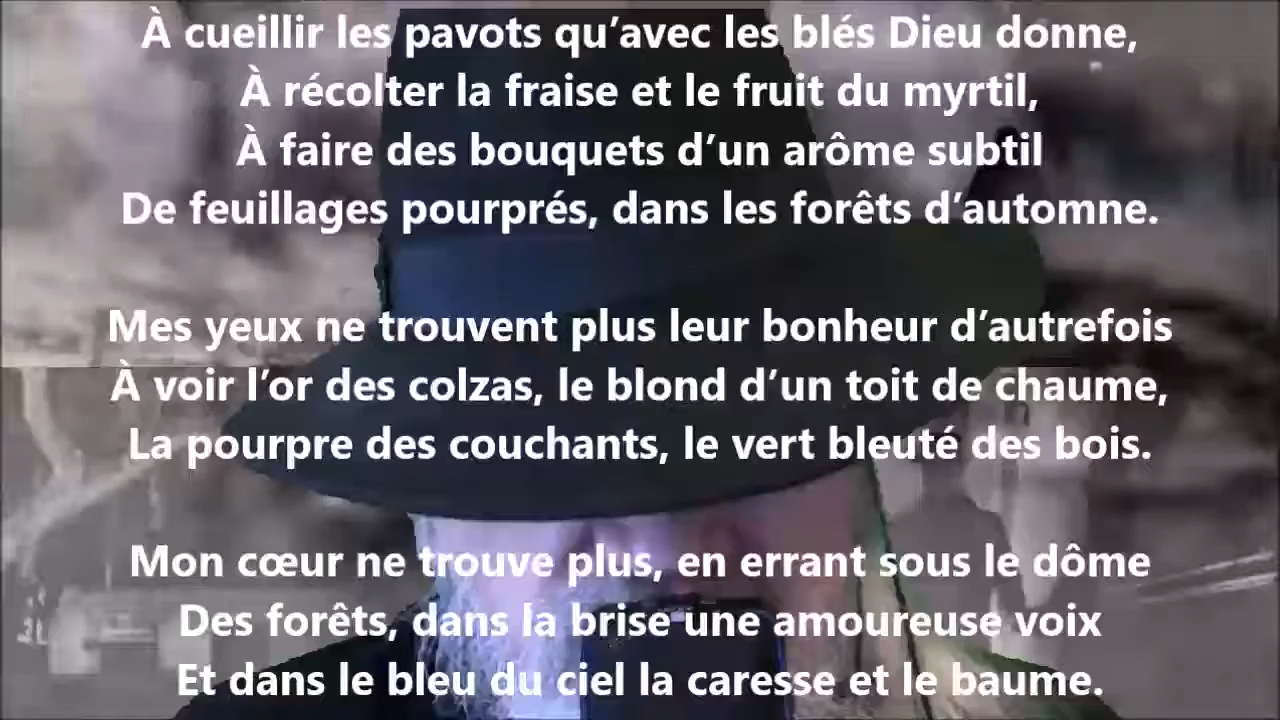 À cueillir les pavots qu’avec les blés Dieu donne,
À récolter la fraise et le fruit du myrtil,
À faire des bouquets d’un arôme subtil
De feuillages pourprés, dans les forêts d’automne.
Mes yeux ne trouvent plus leur bonheur d’autrefois
À voir l’or des colzas, le blond d’un toit de chaume,
La pourpre des couchants, le vert bleuté des bois.
Mon cœur ne trouve plus, en errant sous le dôme
Des forêts, dans la brise une amoureuse voix
Et dans le bleu du ciel la caresse et le baume.